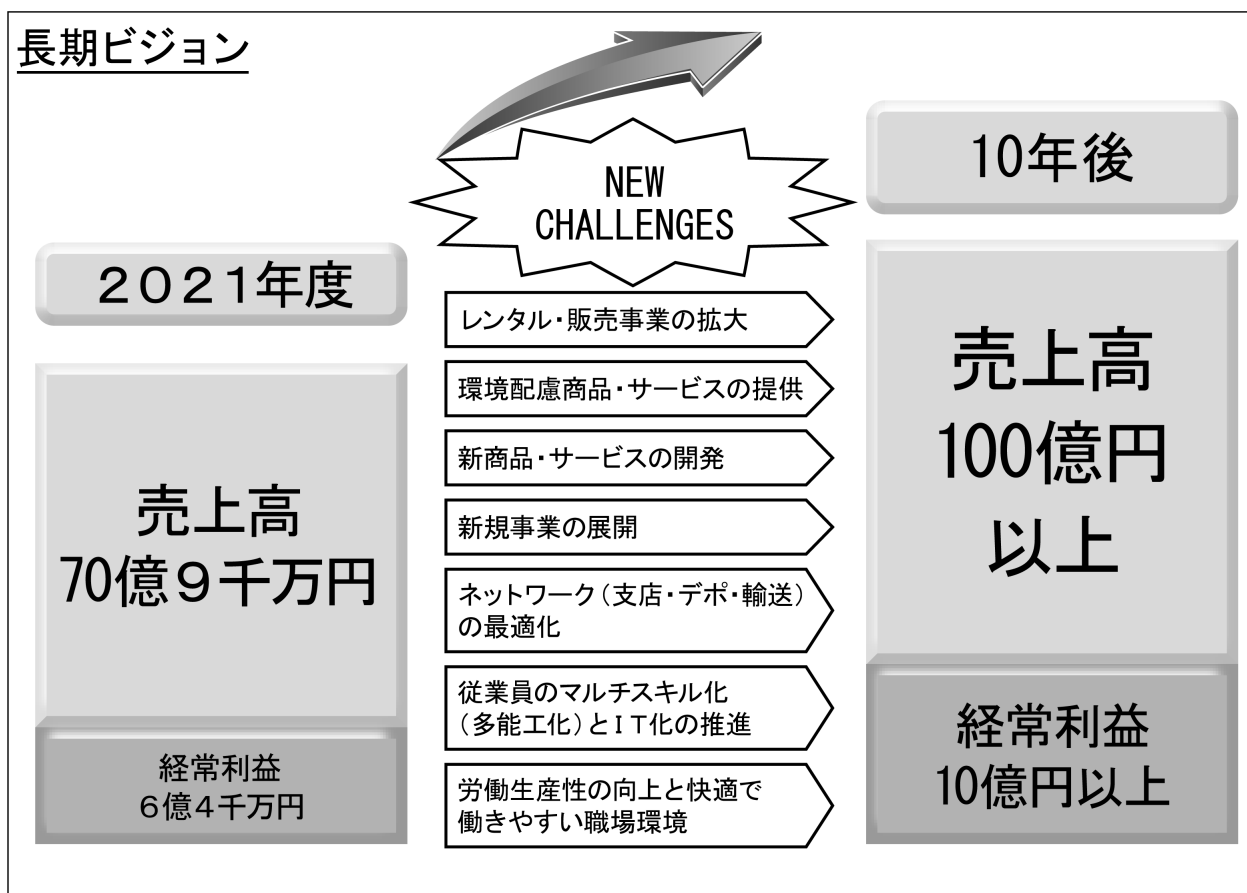 長期ビジョン
２０２１年度
売上高
70億９千万円
経常利益
６億４千万円
NEW
CHALLENGES
レンタル・販売事業の拡大
環境配慮商品・サービスの提供
新商品・サービスの開発
新規事業の展開
ネットワーク（支店・デポ・輸送）
の最適化
従業員のマルチスキル化
（多能工化）とＩＴ化の推進
労働生産性の向上と快適で
働きやすい職場環境
10年後
売上高
100億円
以上
経常利益
10億円以上